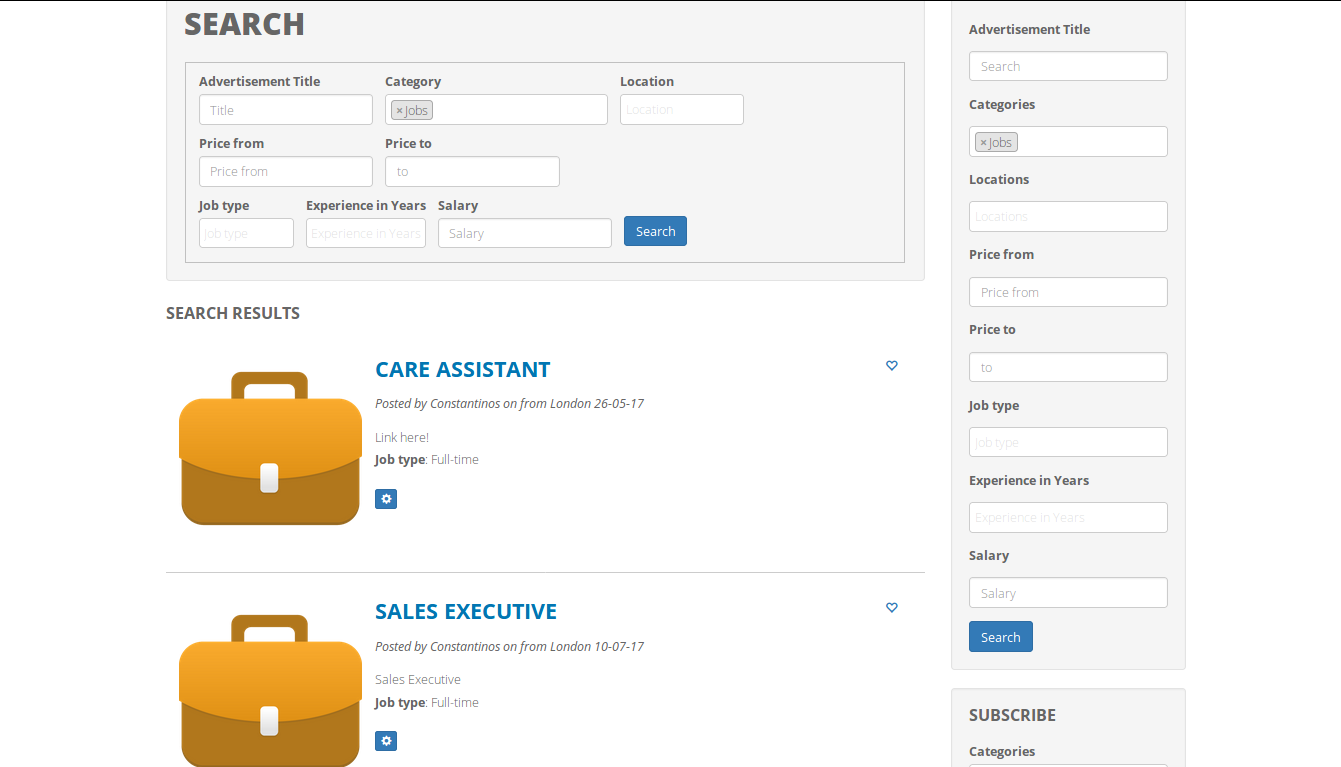 SEARCH
Advertisement Title Category Location
Title × Jobs Location
Price from Price to
Price from to
Job type Experience in Years Salary
Job type Experience in Years Salary Search
SEARCH RESULTS
CARE ASSISTANT
Posted by Constantinos on from London 26-05-17
Link here!
Job type: Full-time
SALES EXECUTIVE
Posted by Constantinos on from London 10-07-17
Sales Executive
Job type: Full-time
Advertisement Title
Search
Categories
× Jobs
Locations
Locations
Price from
Price from
Price to
to
Job type
Job type
Experience in Years
Experience in Years
Salary
Salary
Search
SUBSCRIBE
Categories